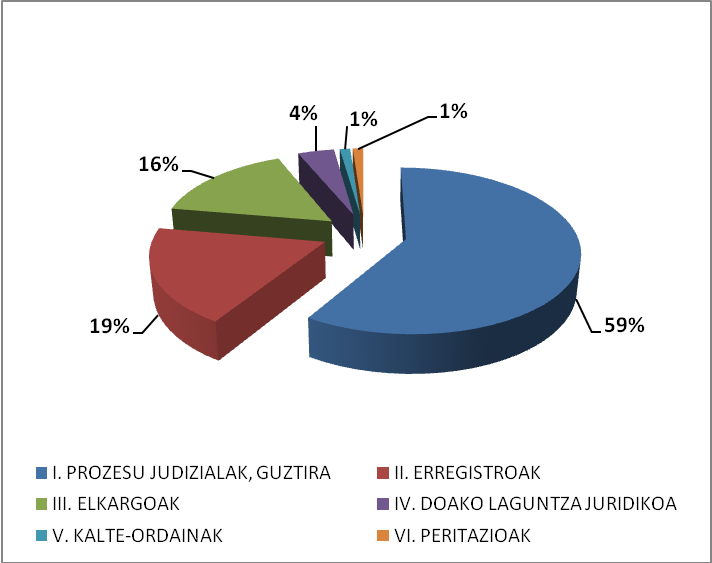 4%
1%
1%
16%
19%
59%
I. PROZESU JUDIZIALAK, GUZTIRA
II. ERREGISTROAK
III. ELKARGOAK
IV. DOAKO LAGUNTZA JURIDIKOA
V. KALTE-ORDAINAK
VI. PERITAZIOAK